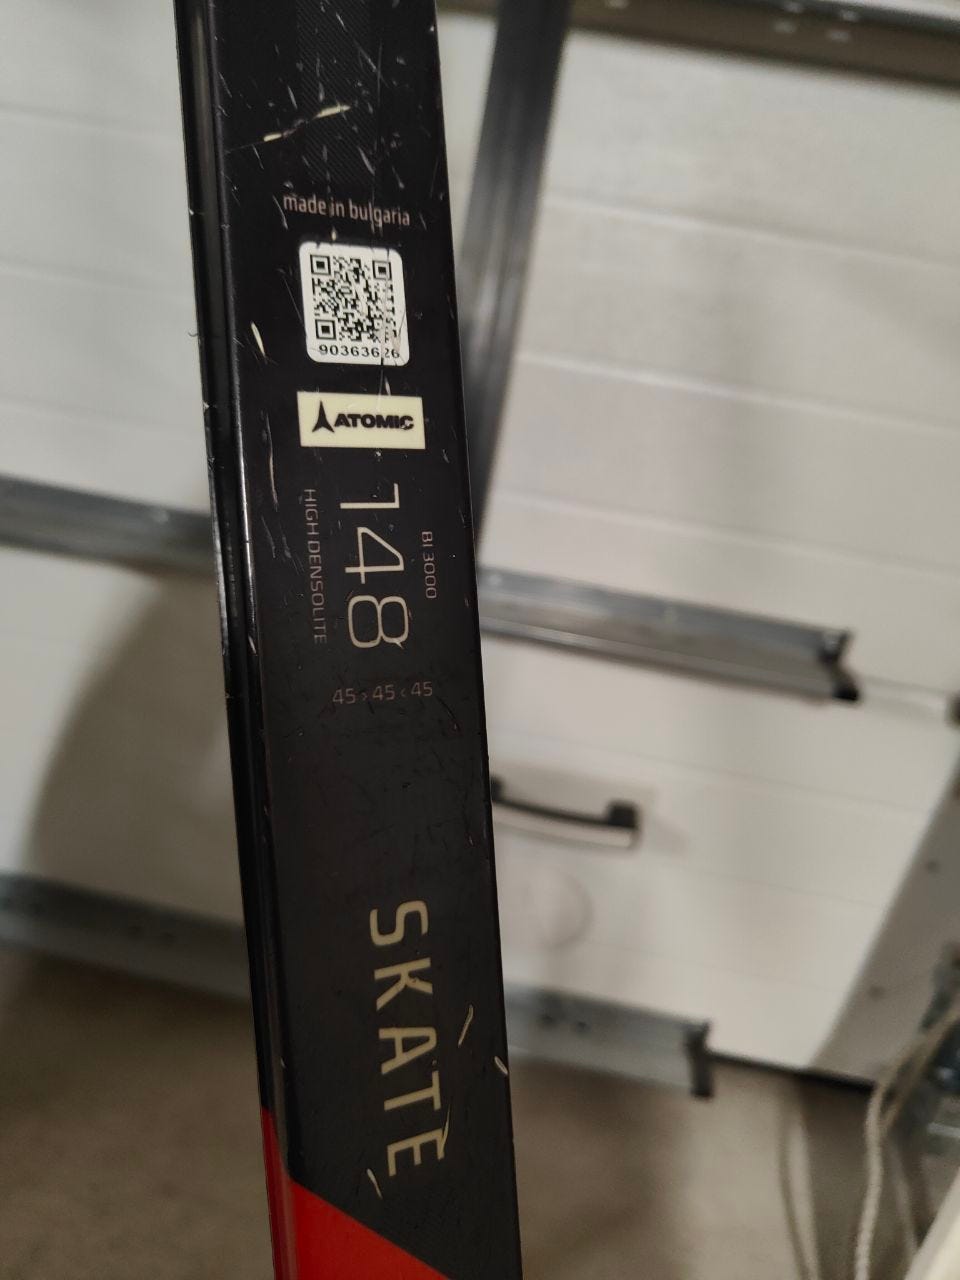 made in bulgaria
90363626
ATOMIC
148
HIGH DENSOLITE
BI 3000
45 › 45 ‹ 45
SKATE